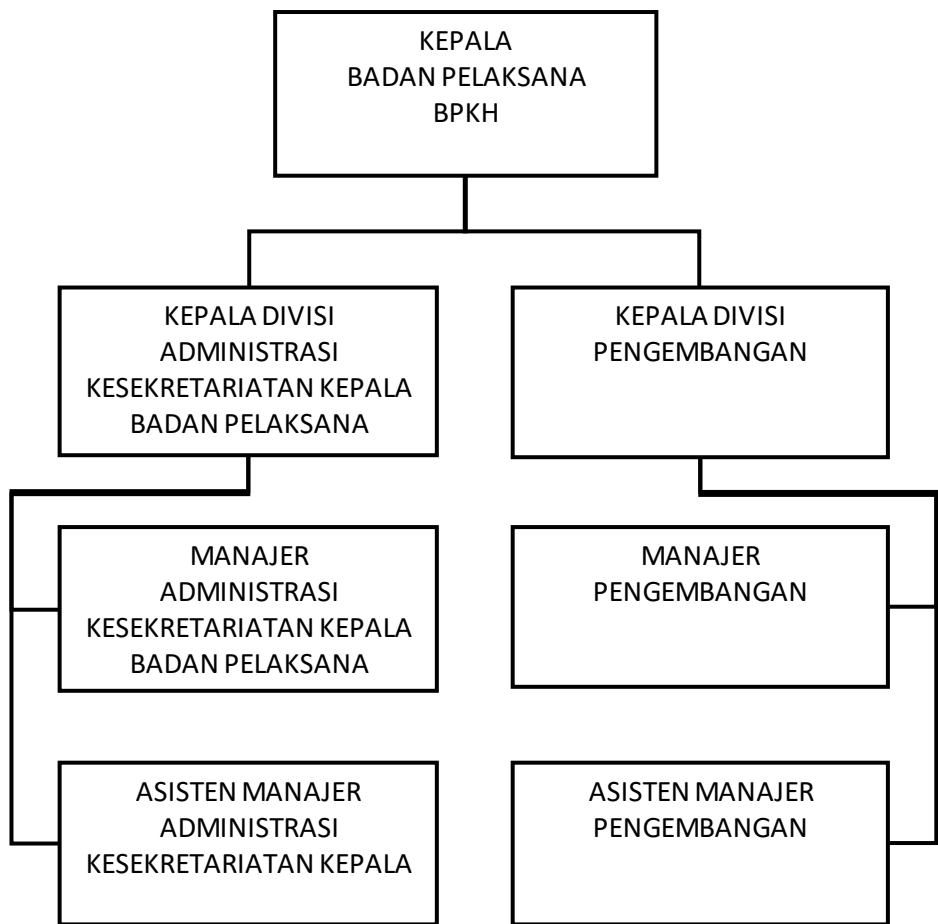 KEPALA
BADAN PELAKSANA
BPKH
KEPALA DIVISI
ADMINISTRASI
KESEKRETARIATAN KEPALA
BADAN PELAKSANA
KEPALA DIVISI
PENGEMBANGAN
MANAJER
ADMINISTRASI
KESEKRETARIATAN KEPALA
BADAN PELAKSANA
MANAJER
PENGEMBANGAN
ASISTEN MANAJER
ADMINISTRASI
KESEKRETARIATAN KEPALA
ASISTEN MANAJER
PENGEMBANGAN